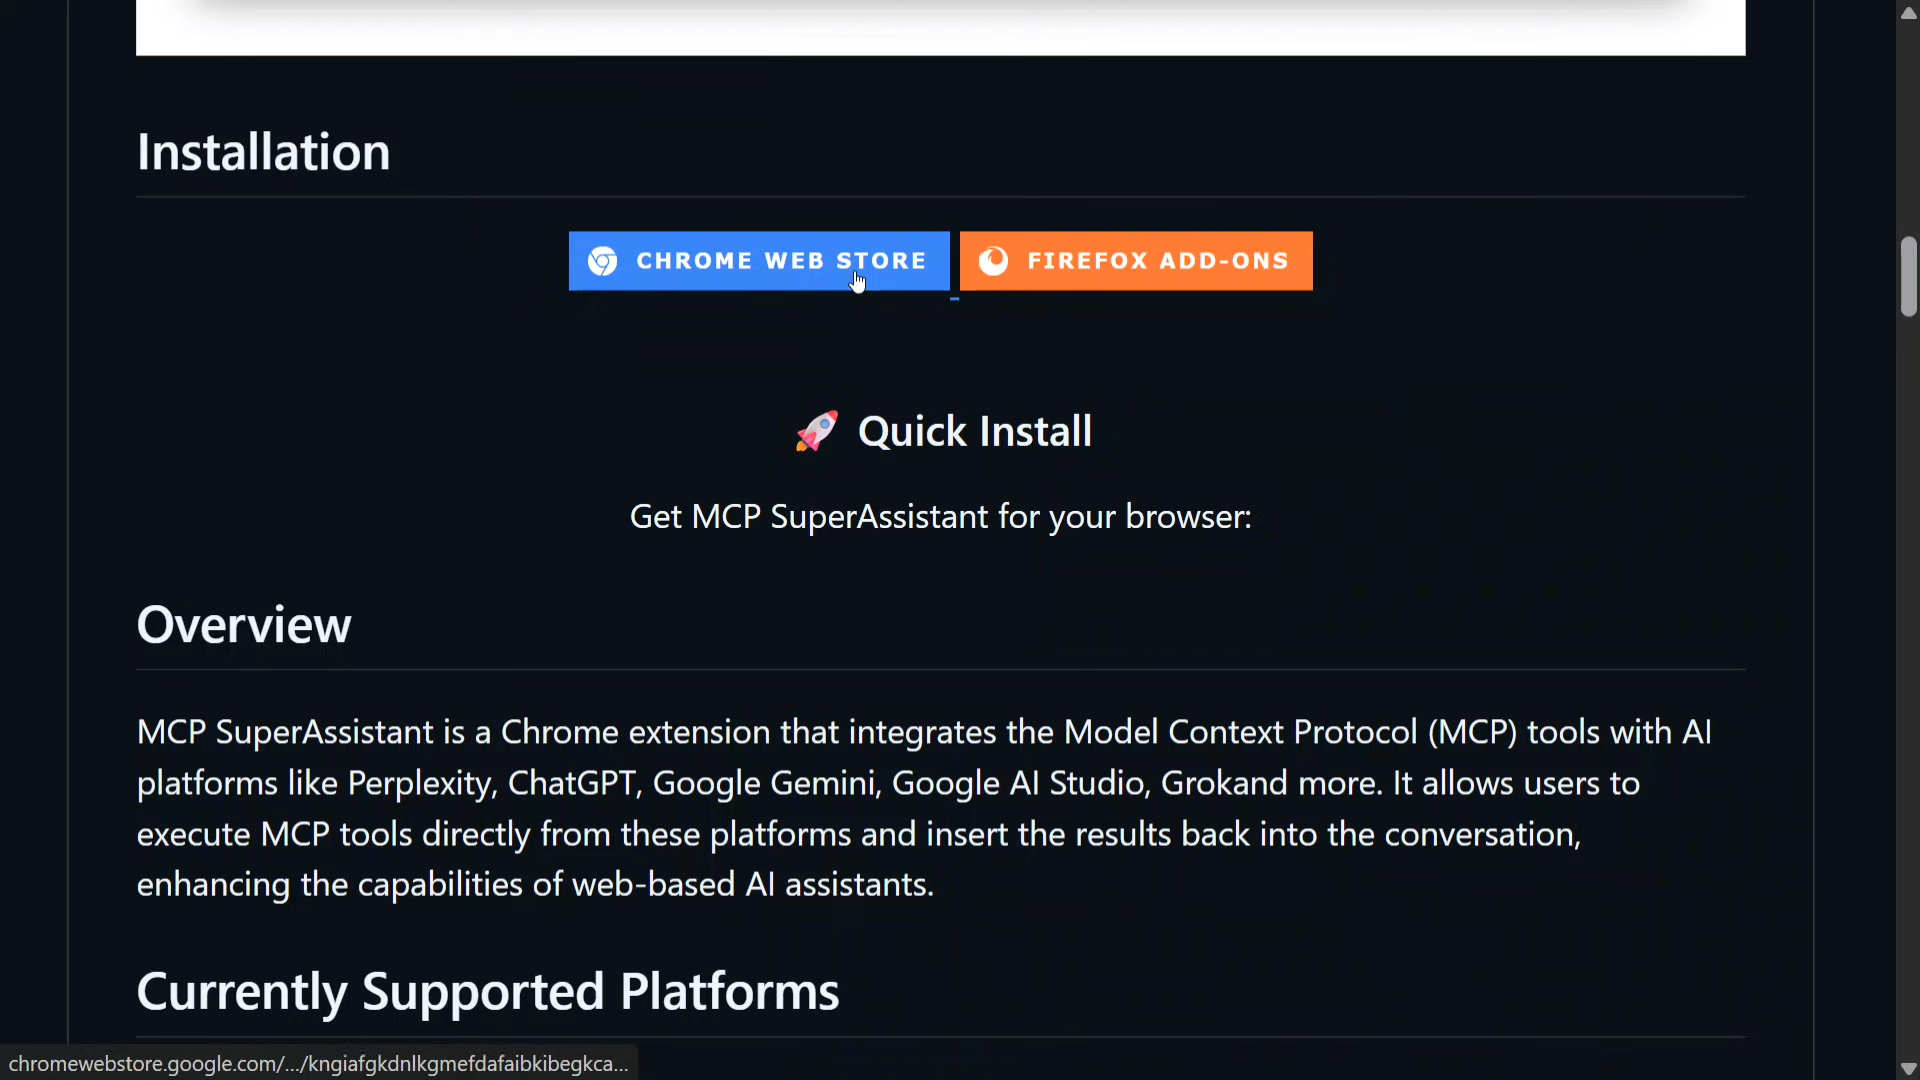 Installation
CHROME WEB STORE
FIREFOX ADD-ONS
🚀 Quick Install
Get MCP SuperAssistant for your browser:
Overview
MCP SuperAssistant is a Chrome extension that integrates the Model Context Protocol (MCP) tools with AI
platforms like Perplexity, ChatGPT, Google Gemini, Google AI Studio, Grokand more. It allows users to
execute MCP tools directly from these platforms and insert the results back into the conversation,
enhancing the capabilities of web-based AI assistants.
Currently Supported Platforms
chromewebstore.google.com/.../kngiafgkdnlkgmefdafaibkibegkca...